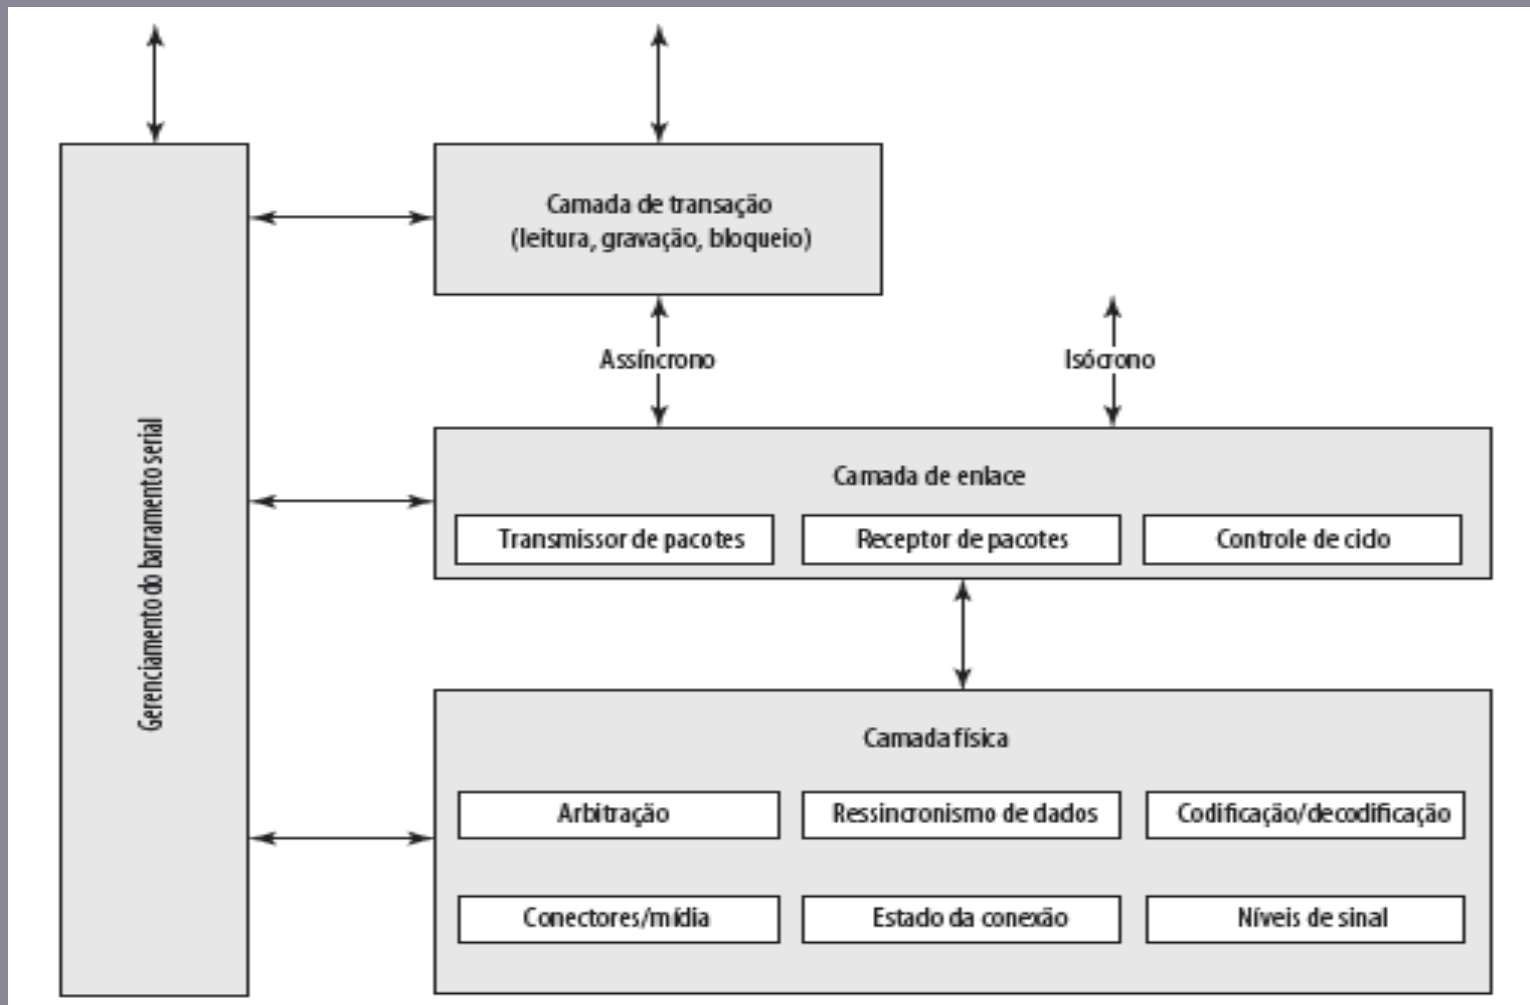 Camada de transação
(leitura, gravação, bloqueio)
Assíncrono
Isócrono
Gerenciamento do barramento serial
Camada de enlace
Transmissor de pacotes
Receptor de pacotes
Controle de ciclo
Camada física
Arbitração
Ressincronismo de dados
Codificação/decodificação
Conectores/mídia
Estado da conexão
Níveis de sinal